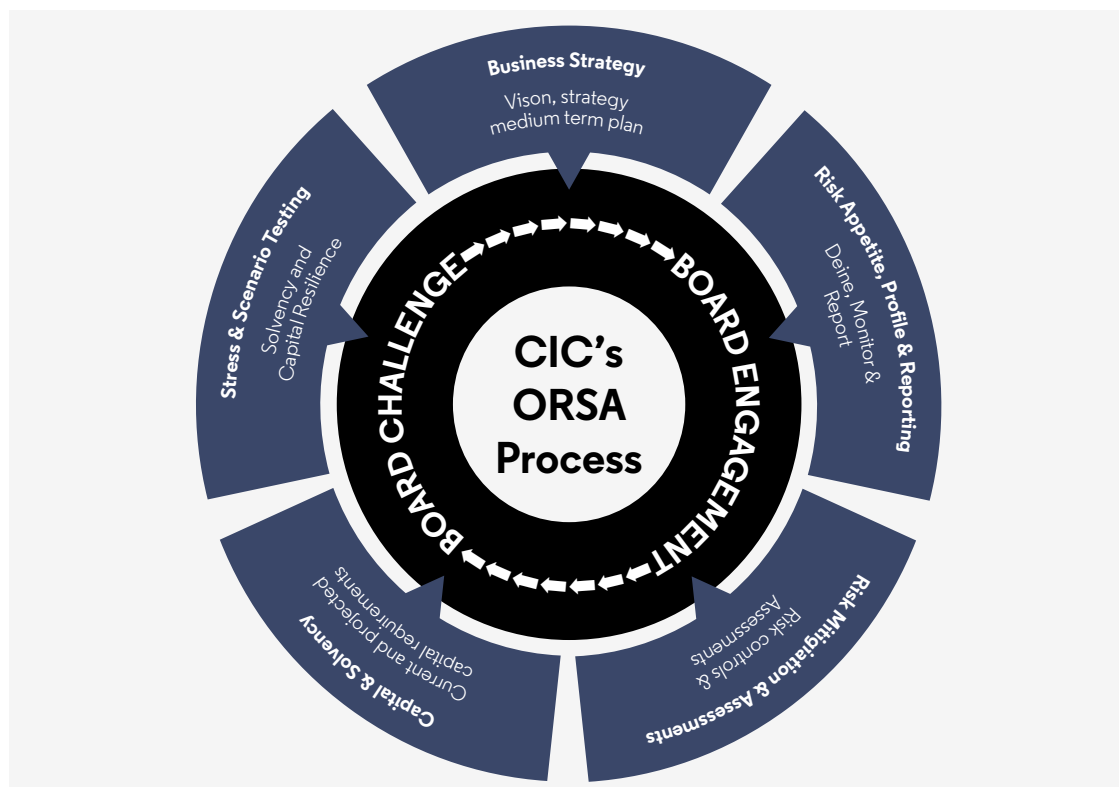 Business Strategy
Vison, strategy
medium term plan
Risk Appetite, Profile & Reporting
Deine, Monitor &
Report
Risk Mitigiation & Assessments
Risk controls &
Assessments
Capital & Solvency
Current and projected
capital requirements
Stress & Scenario Testing
Solvency and
Capital Resilience
BOARD CHALLENGE
BOARD ENGAGEMENT
CIC's
ORSA
Process